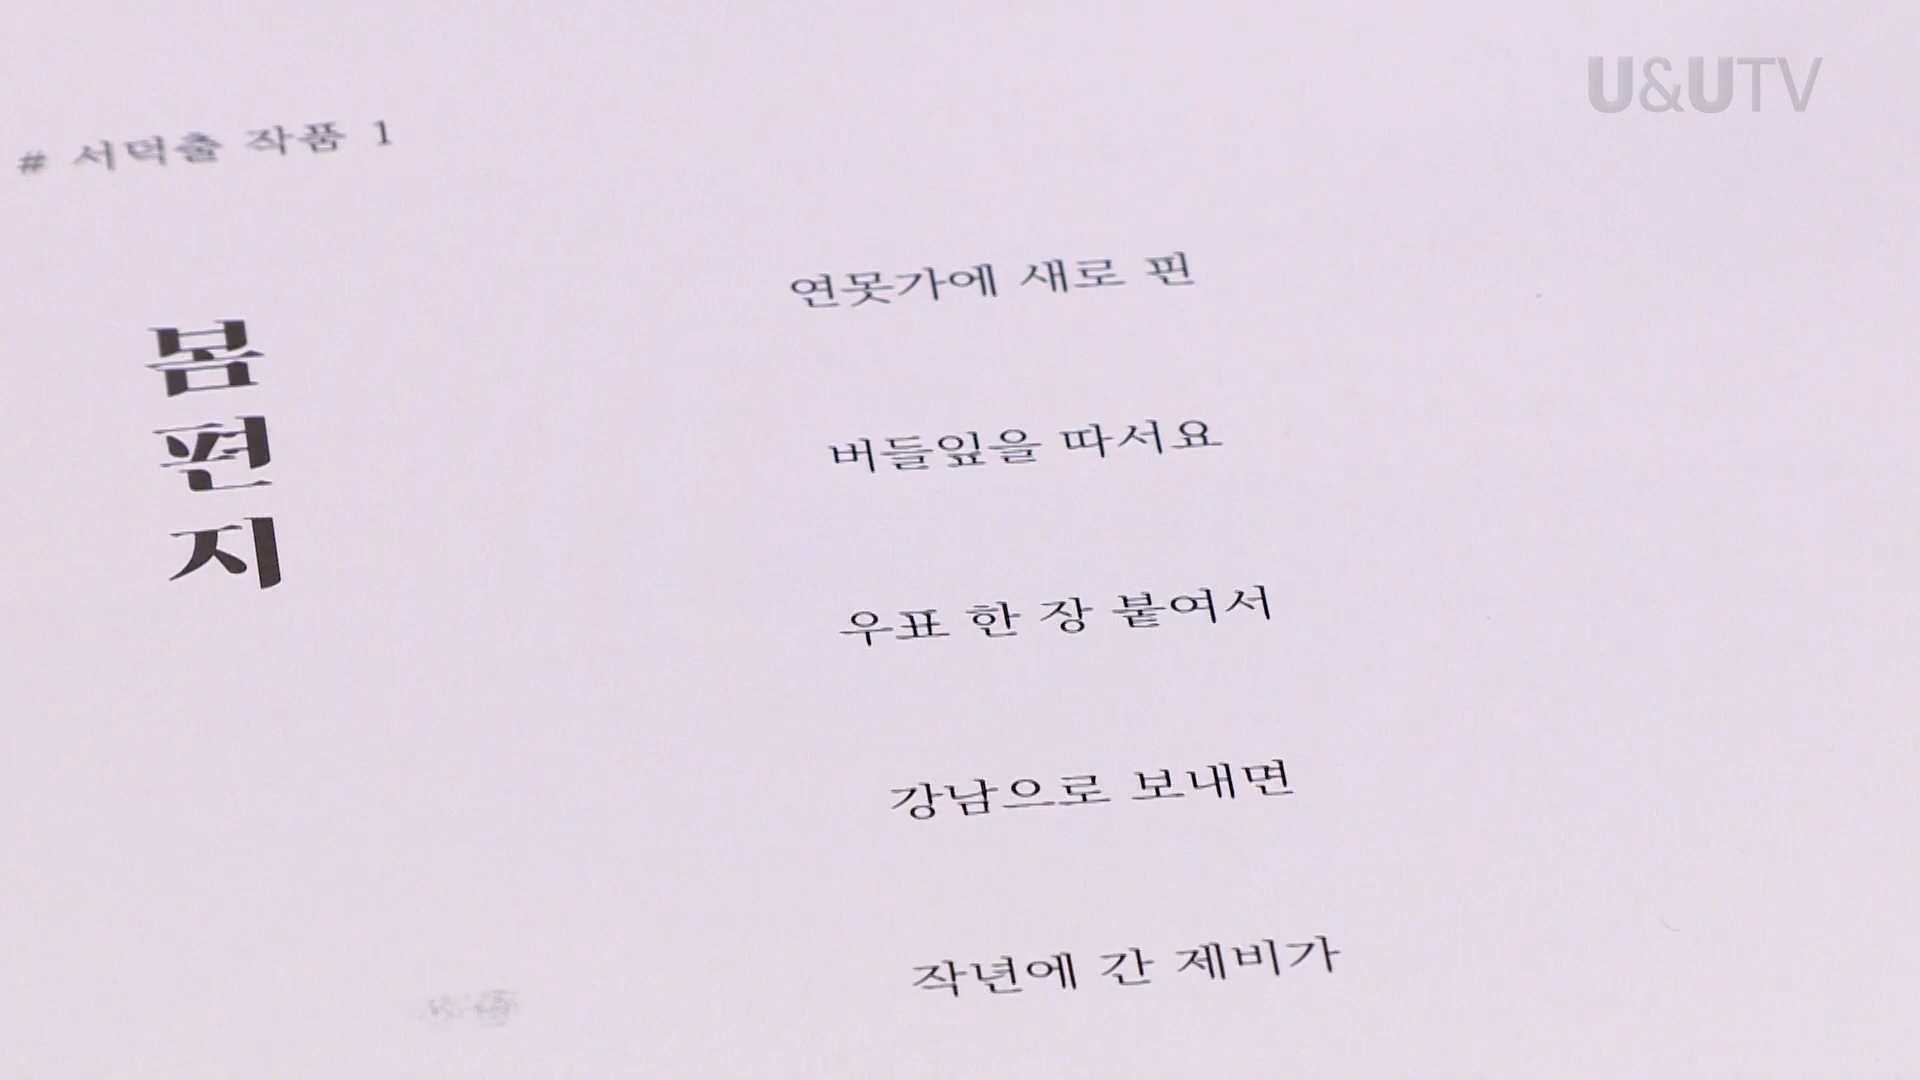 U&UTV
# 서덕출 작품 1
봄
편
지
연못가에 새로 핀
버들잎을 따서요
우표 한 장 붙여서
강남으로 보내면
작년에 간 제비가